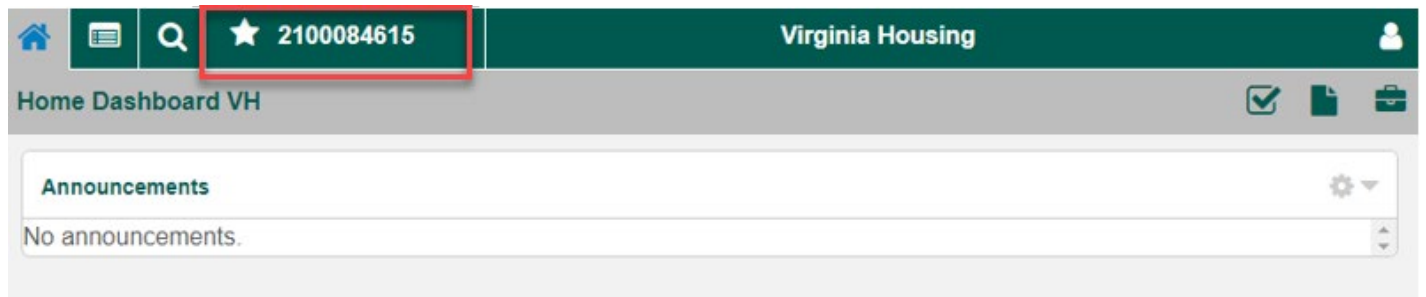 2100084615
Virginia Housing
Home Dashboard VH
Announcements
No announcements.